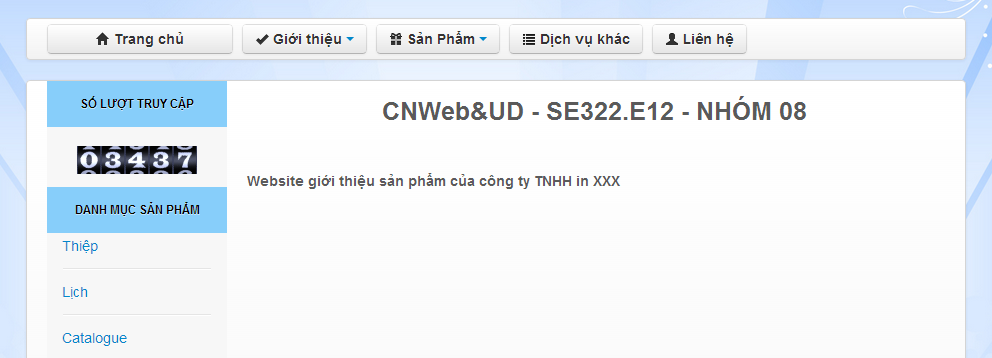 Trang chủ Giới thiệu Sản Phẩm Dịch vụ khác Liên hệ
SỐ LƯỢT TRUY CẬP
CNWeb&UD - SE322.E12 - NHÓM 08
03437
Website giới thiệu sản phẩm của công ty TNHH in XXX
DANH MỤC SẢN PHẨM
Thiệp
Lịch
Catalogue